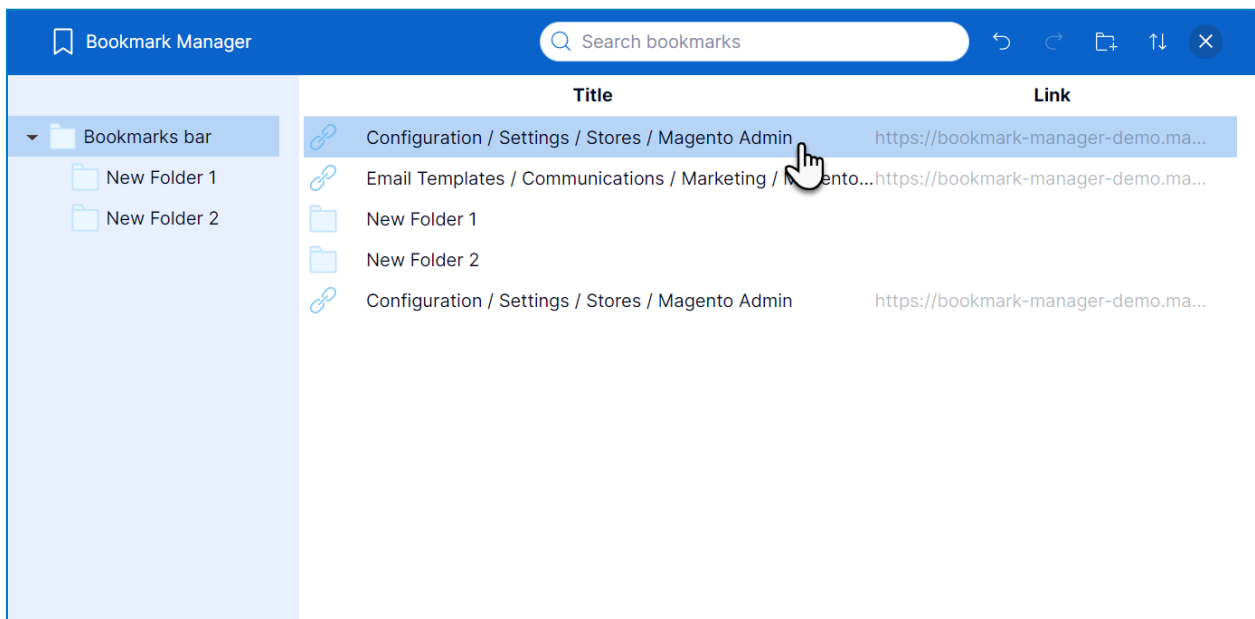 Bookmark Manager
Search bookmarks
Title Link
Bookmarks bar
New Folder 1
New Folder 2
Configuration / Settings / Stores / Magento Admin https://bookmark-manager-demo.ma...
Email Templates / Communications / Marketing / Magento... https://bookmark-manager-demo.ma...
New Folder 1
New Folder 2
Configuration / Settings / Stores / Magento Admin https://bookmark-manager-demo.ma...